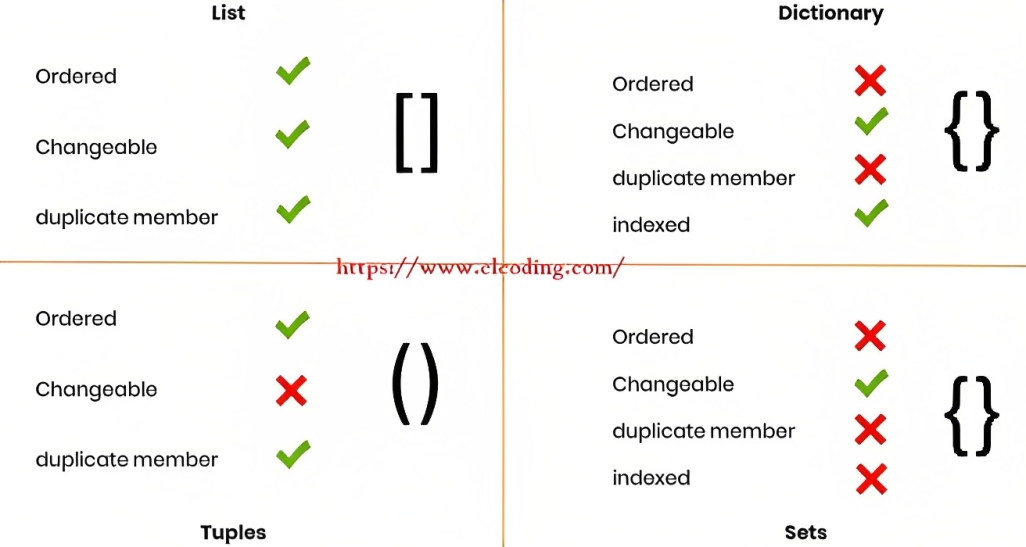 List
Ordered ✔
Changeable ✔
duplicate member ✔
[]
Dictionary
Ordered ❌
Changeable ✔
duplicate member ❌
indexed ✔
{}
https://www.clcoding.com/
Ordered ✔
Changeable ❌
duplicate member ✔
()
Tuples
Ordered ❌
Changeable ✔
duplicate member ❌
indexed ❌
{}
Sets